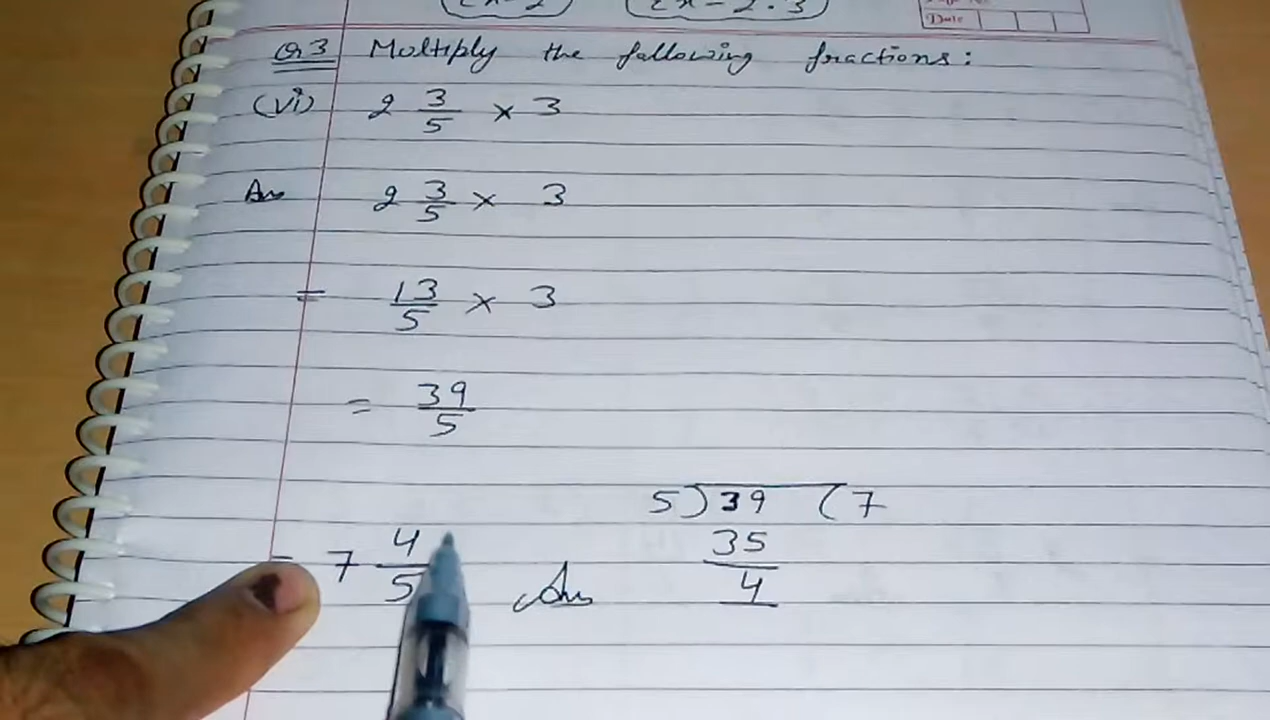 Date
Q3 Multiply the following fractions:
(vi) 2 3/5 × 3
Ans 2 3/5 × 3
= 13/5 × 3
= 39/5
5) 39 (7
35
4
= 7 4/5 Ans